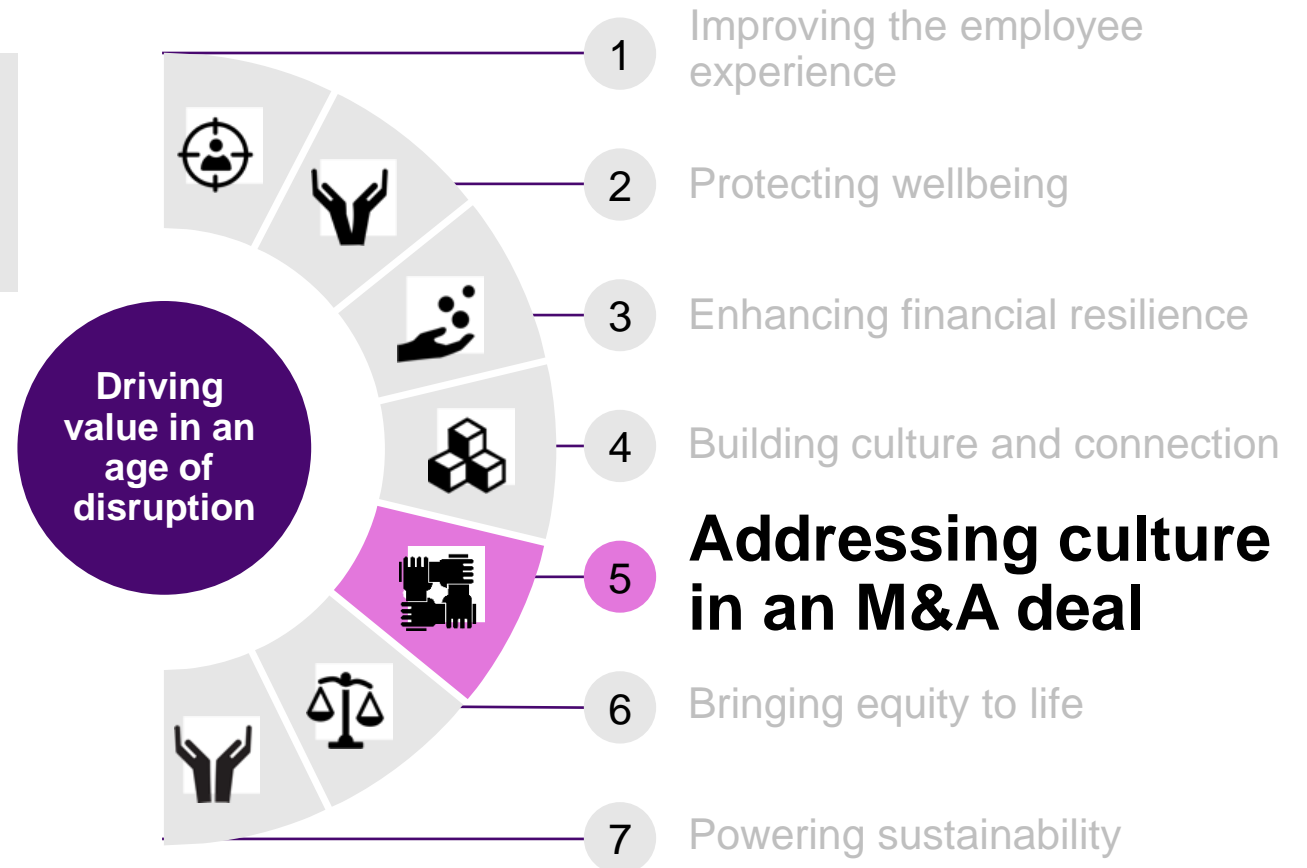 1
Improving the employee
experience
2
Protecting wellbeing
3
Enhancing financial resilience
Driving
value in an
age of
disruption
4
Building culture and connection
5
Addressing culture
in an M&A deal
6
Bringing equity to life
7
Powering sustainability